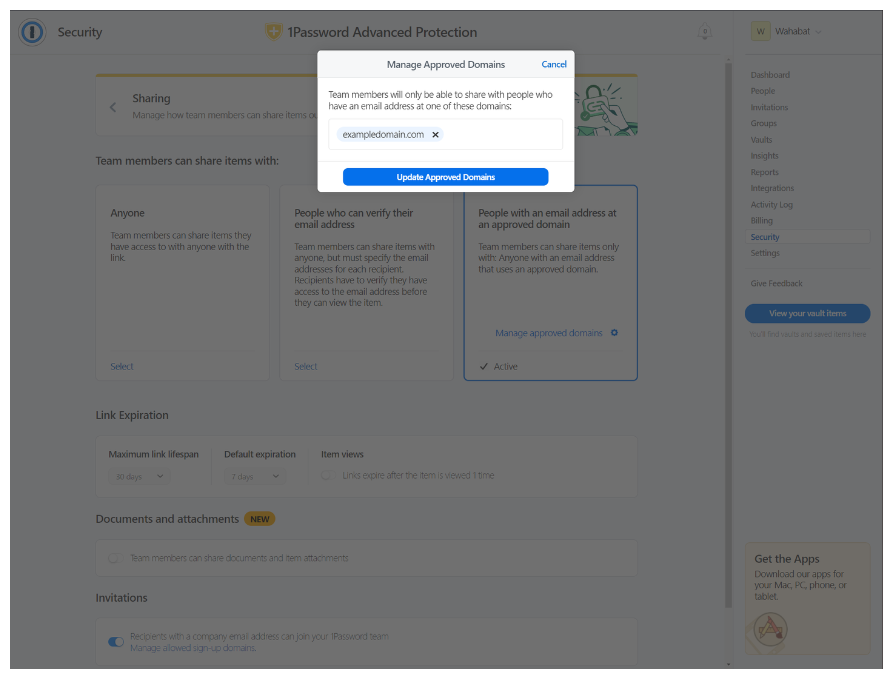 Security
1Password Advanced Protection
0
W Wahabat
Manage Approved Domains
Cancel
Team members will only be able to share with people who
have an email address at one of these domains:
exampledomain.com
Update Approved Domains
Sharing
Manage how team members can share items
Team members can share items with:
Anyone
Team members can share items they
have access to with anyone with the
link.
Select
People who can verify their
email address
Team members can share items with
anyone, but must specify the email
addresses for each recipient.
Recipients have to verify they have
access to the email address before
they can view the item.
Select
People with an email address at
an approved domain
Team members can share items only
with: Anyone with an email address
that uses an approved domain.
Manage approved domains
Active
Link Expiration
Maximum link lifespan
30 days
Default expiration
7 days
Item views
Links expire after the item is viewed 1 time
Documents and attachments NEW
Team members can share documents and item attachments
Invitations
Recipients with a company email address can join your 1Password team.
Manage allowed sign-up domains.
Dashboard
People
Invitations
Groups
Vaults
Insights
Reports
Integrations
Activity Log
Billing
Security
Settings
Give Feedback
View your vault items
You'll find vaults and saved items here
Get the Apps
Download our apps for
your Mac, PC, phone, or
tablet.